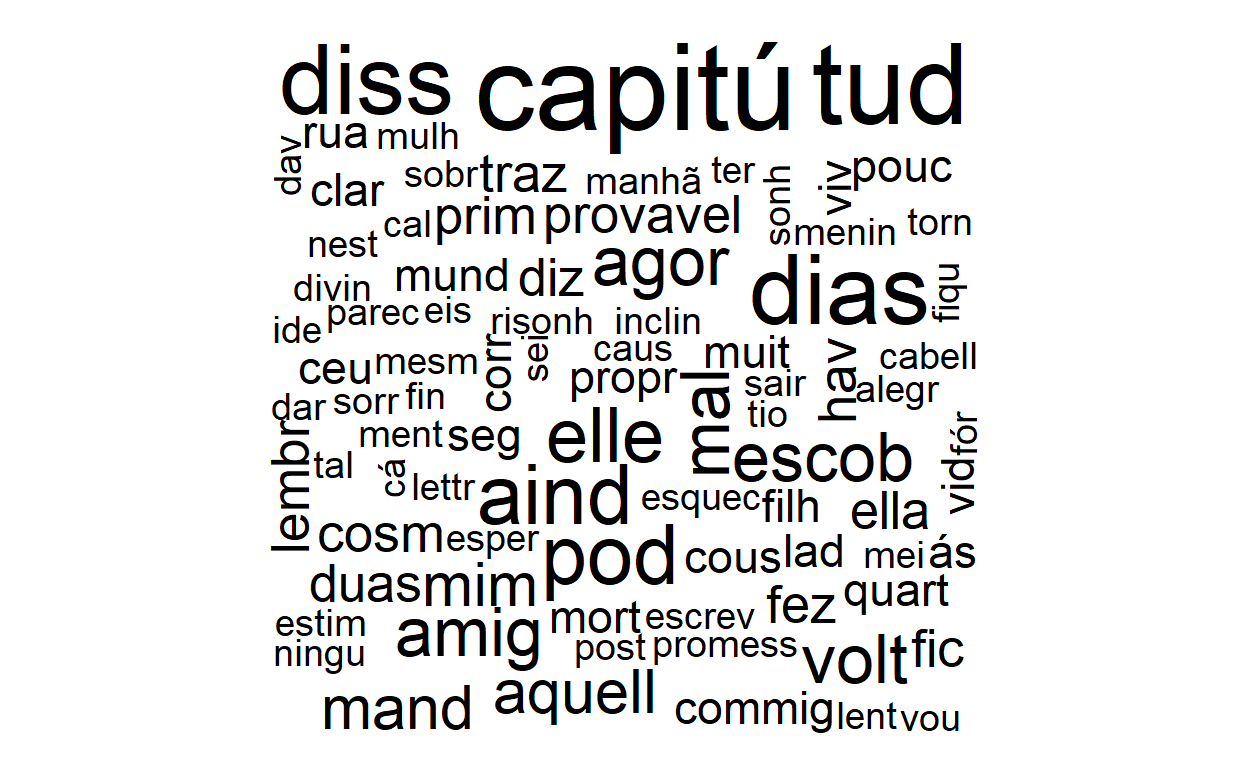 diss capitú tud
dav rua mulh
clar sobr traz manhã ter sonh viv pouc
nest cal prim provavel menin torn
divin mund diz agor dias fiqu
ide parec eis risonh inclin
ceu mesm corr sei caus propr muit hav cabell
dar sorr fin mal sair alegr
tio
lembr ment seg elle escob vid fór
tal cá lettr aind esquec filh ella
cosm esper pod cous lad mei ás
duas mim fez quart
estim amig mort escrev
ningu post promess volt fic
mand aquell commig lent vou